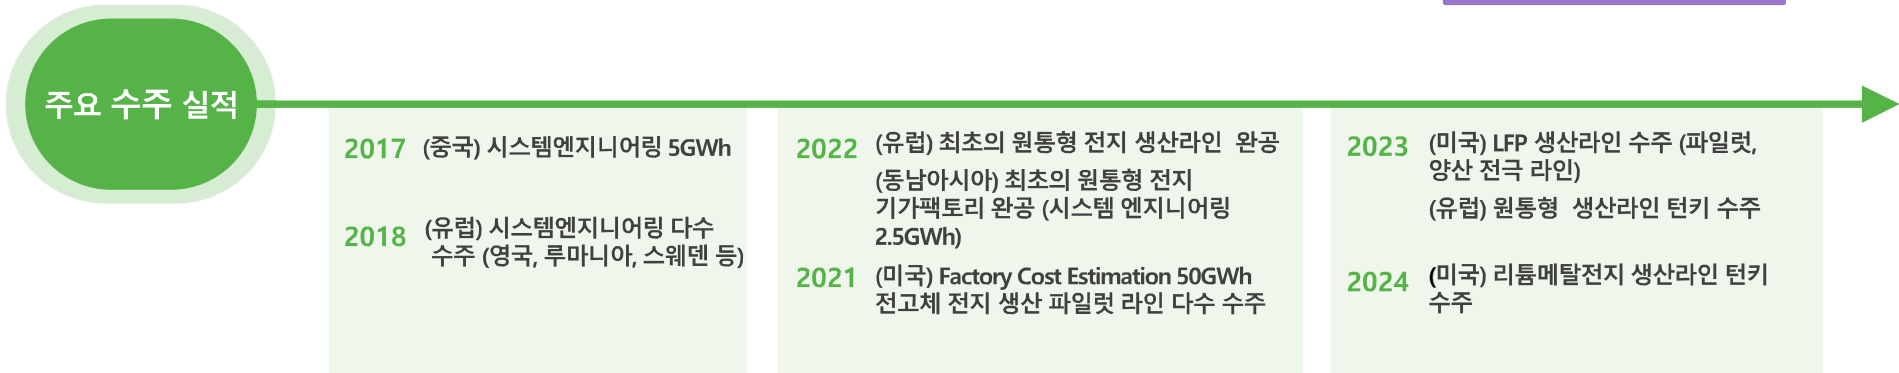 주요 수주 실적
2017 (중국) 시스템엔지니어링 5GWh
2018 (유럽) 시스템엔지니어링 다수
수주 (영국, 루마니아, 스웨덴 등)
2022 (유럽) 최초의 원통형 전지 생산라인 완공
(동남아시아) 최초의 원통형 전지
기가팩토리 완공 (시스템 엔지니어링
2.5GWh)
2021 (미국) Factory Cost Estimation 50GWh
전고체 전지 생산 파일럿 라인 다수 수주
2023 (미국) LFP 생산라인 수주 (파일럿,
양산 전극 라인)
(유럽) 원통형 생산라인 턴키 수주
2024 (미국) 리튬메탈전지 생산라인 턴키
수주